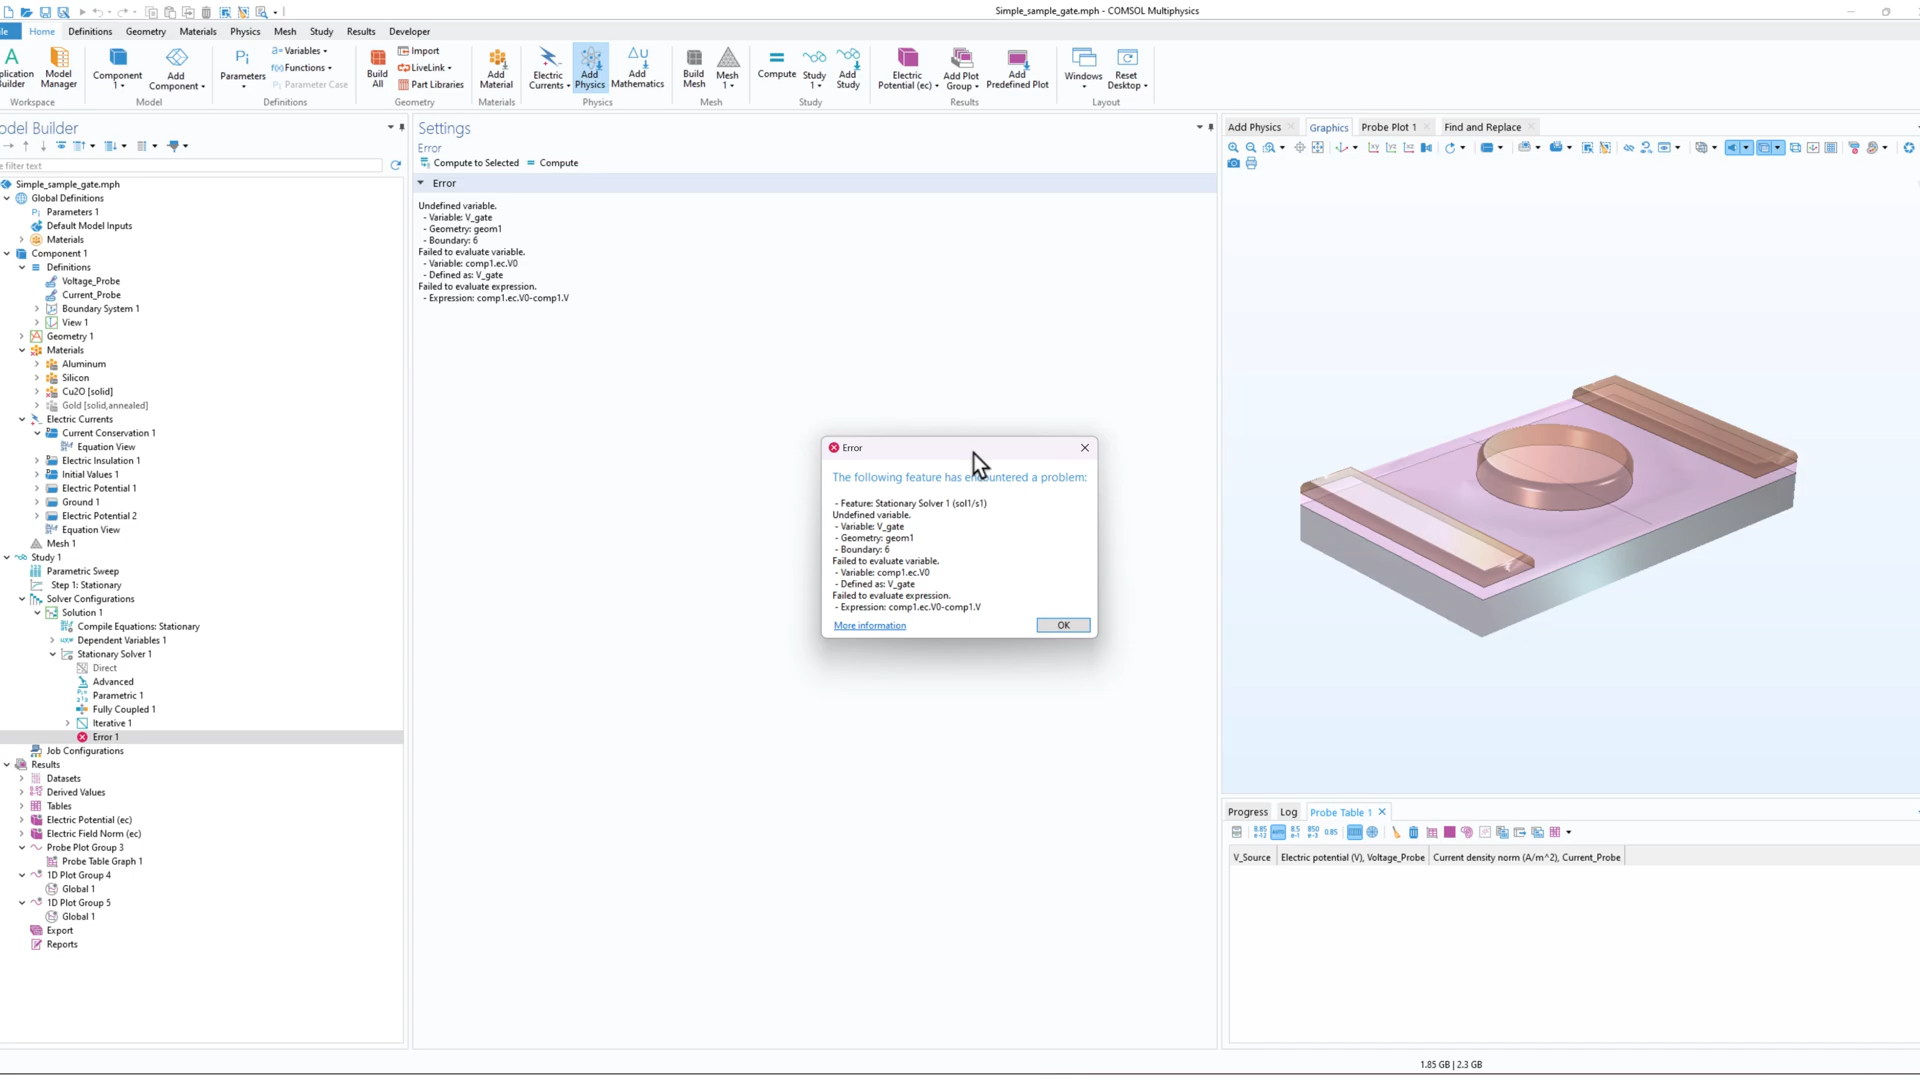 Simple_sample_gate.mph - COMSOL Multiphysics
Home
Definitions
Geometry
Materials
Physics
Mesh
Study
Results
Developer
Model
Manager
Workspace
Component
1
Add
Component
Model
Parameters
a= Variables
f(x) Functions
Pi Parameter Case
Definitions
Build
All
Import
LiveLink
Part Libraries
Geometry
Add
Material
Materials
Electric
Currents
Add
Physics
Add
Mathematics
Physics
Build
Mesh
Mesh
1
Mesh
Compute
Study
1
Add
Study
Study
Electric
Potential (ec)
Add Plot
Group
Add
Predefined Plot
Results
Windows
Reset
Desktop
Layout
odel Builder
e filter text
Simple_sample_gate.mph
Global Definitions
Parameters 1
Default Model Inputs
Materials
Component 1
Definitions
Voltage_Probe
Current_Probe
Boundary System 1
View 1
Geometry 1
Materials
Aluminum
Silicon
Cu2O [solid]
Gold [solid,annealed]
Electric Currents
Current Conservation 1
Equation View
Electric Insulation 1
Initial Values 1
Electric Potential 1
Ground 1
Electric Potential 2
Equation View
Mesh 1
Study 1
Parametric Sweep
Step 1: Stationary
Solver Configurations
Solution 1
Compile Equations: Stationary
Dependent Variables 1
Stationary Solver 1
Direct
Advanced
Parametric 1
Fully Coupled 1
Iterative 1
Error 1
Job Configurations
Results
Datasets
Derived Values
Tables
Electric Potential (ec)
Electric Field Norm (ec)
Probe Plot Group 3
Probe Table Graph 1
1D Plot Group 4
Global 1
1D Plot Group 5
Global 1
Export
Reports
Settings
Error
Compute to Selected
= Compute
Error
Undefined variable.
- Variable: V_gate
- Geometry: geom1
- Boundary: 6
Failed to evaluate variable.
- Variable: comp1.ec.V0
- Defined as: V_gate
Failed to evaluate expression.
- Expression: comp1.ec.V0-comp1.V
Error
The following feature has encountered a problem:
- Feature: Stationary Solver 1 (sol1/s1)
Undefined variable.
- Variable: V_gate
- Geometry: geom1
- Boundary: 6
Failed to evaluate variable.
- Variable: comp1.ec.V0
- Defined as: V_gate
Failed to evaluate expression.
- Expression: comp1.ec.V0-comp1.V
More information
OK
Add Physics
Graphics
Probe Plot 1
Find and Replace
Progress
Log
Probe Table 1
V_Source
Electric potential (V), Voltage_Probe
Current density norm (A/m^2), Current_Probe
1.85 GB | 2.3 GB